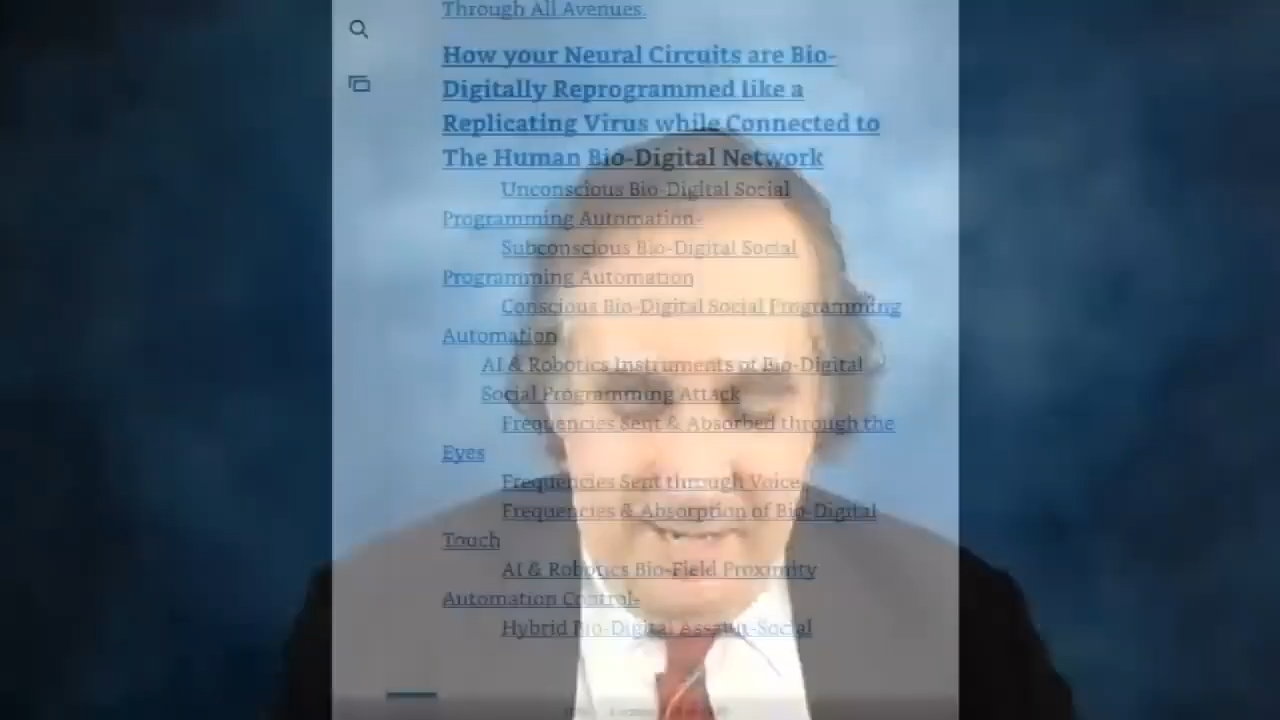 Through All Avenues.
How your Neural Circuits are Bio-
Digitally Reprogrammed like a
Replicating Virus while Connected to
The Human Bio-Digital Network
Unconscious Bio-Digital Social
Programming Automation-
Subconscious Bio-Digital Social
Programming Automation
Conscious Bio-Digital Social Programming
Automation
AI & Robotics Instruments of Bio-Digital
Social Programming Attack
Frequencies Sent & Absorbed through the
Eyes
Frequencies Sent through Voice
Frequencies & Absorption of Bio-Digital
Touch
AI & Robotics Bio-Field Proximity
Automation Control-
Hybrid Bio-Digital Assault-Social